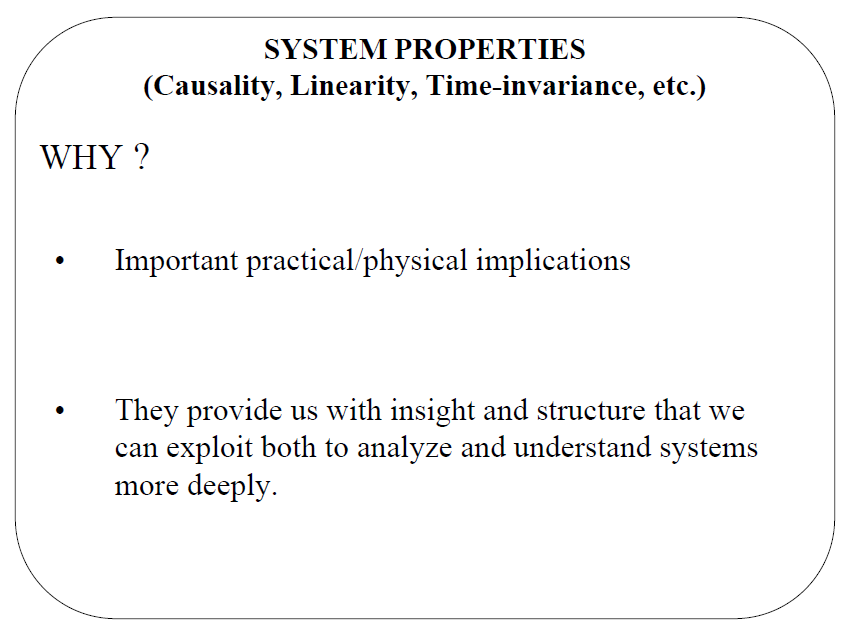 SYSTEM PROPERTIES
(Causality, Linearity, Time-invariance, etc.)
WHY ?
• Important practical/physical implications
• They provide us with insight and structure that we
can exploit both to analyze and understand systems
more deeply.